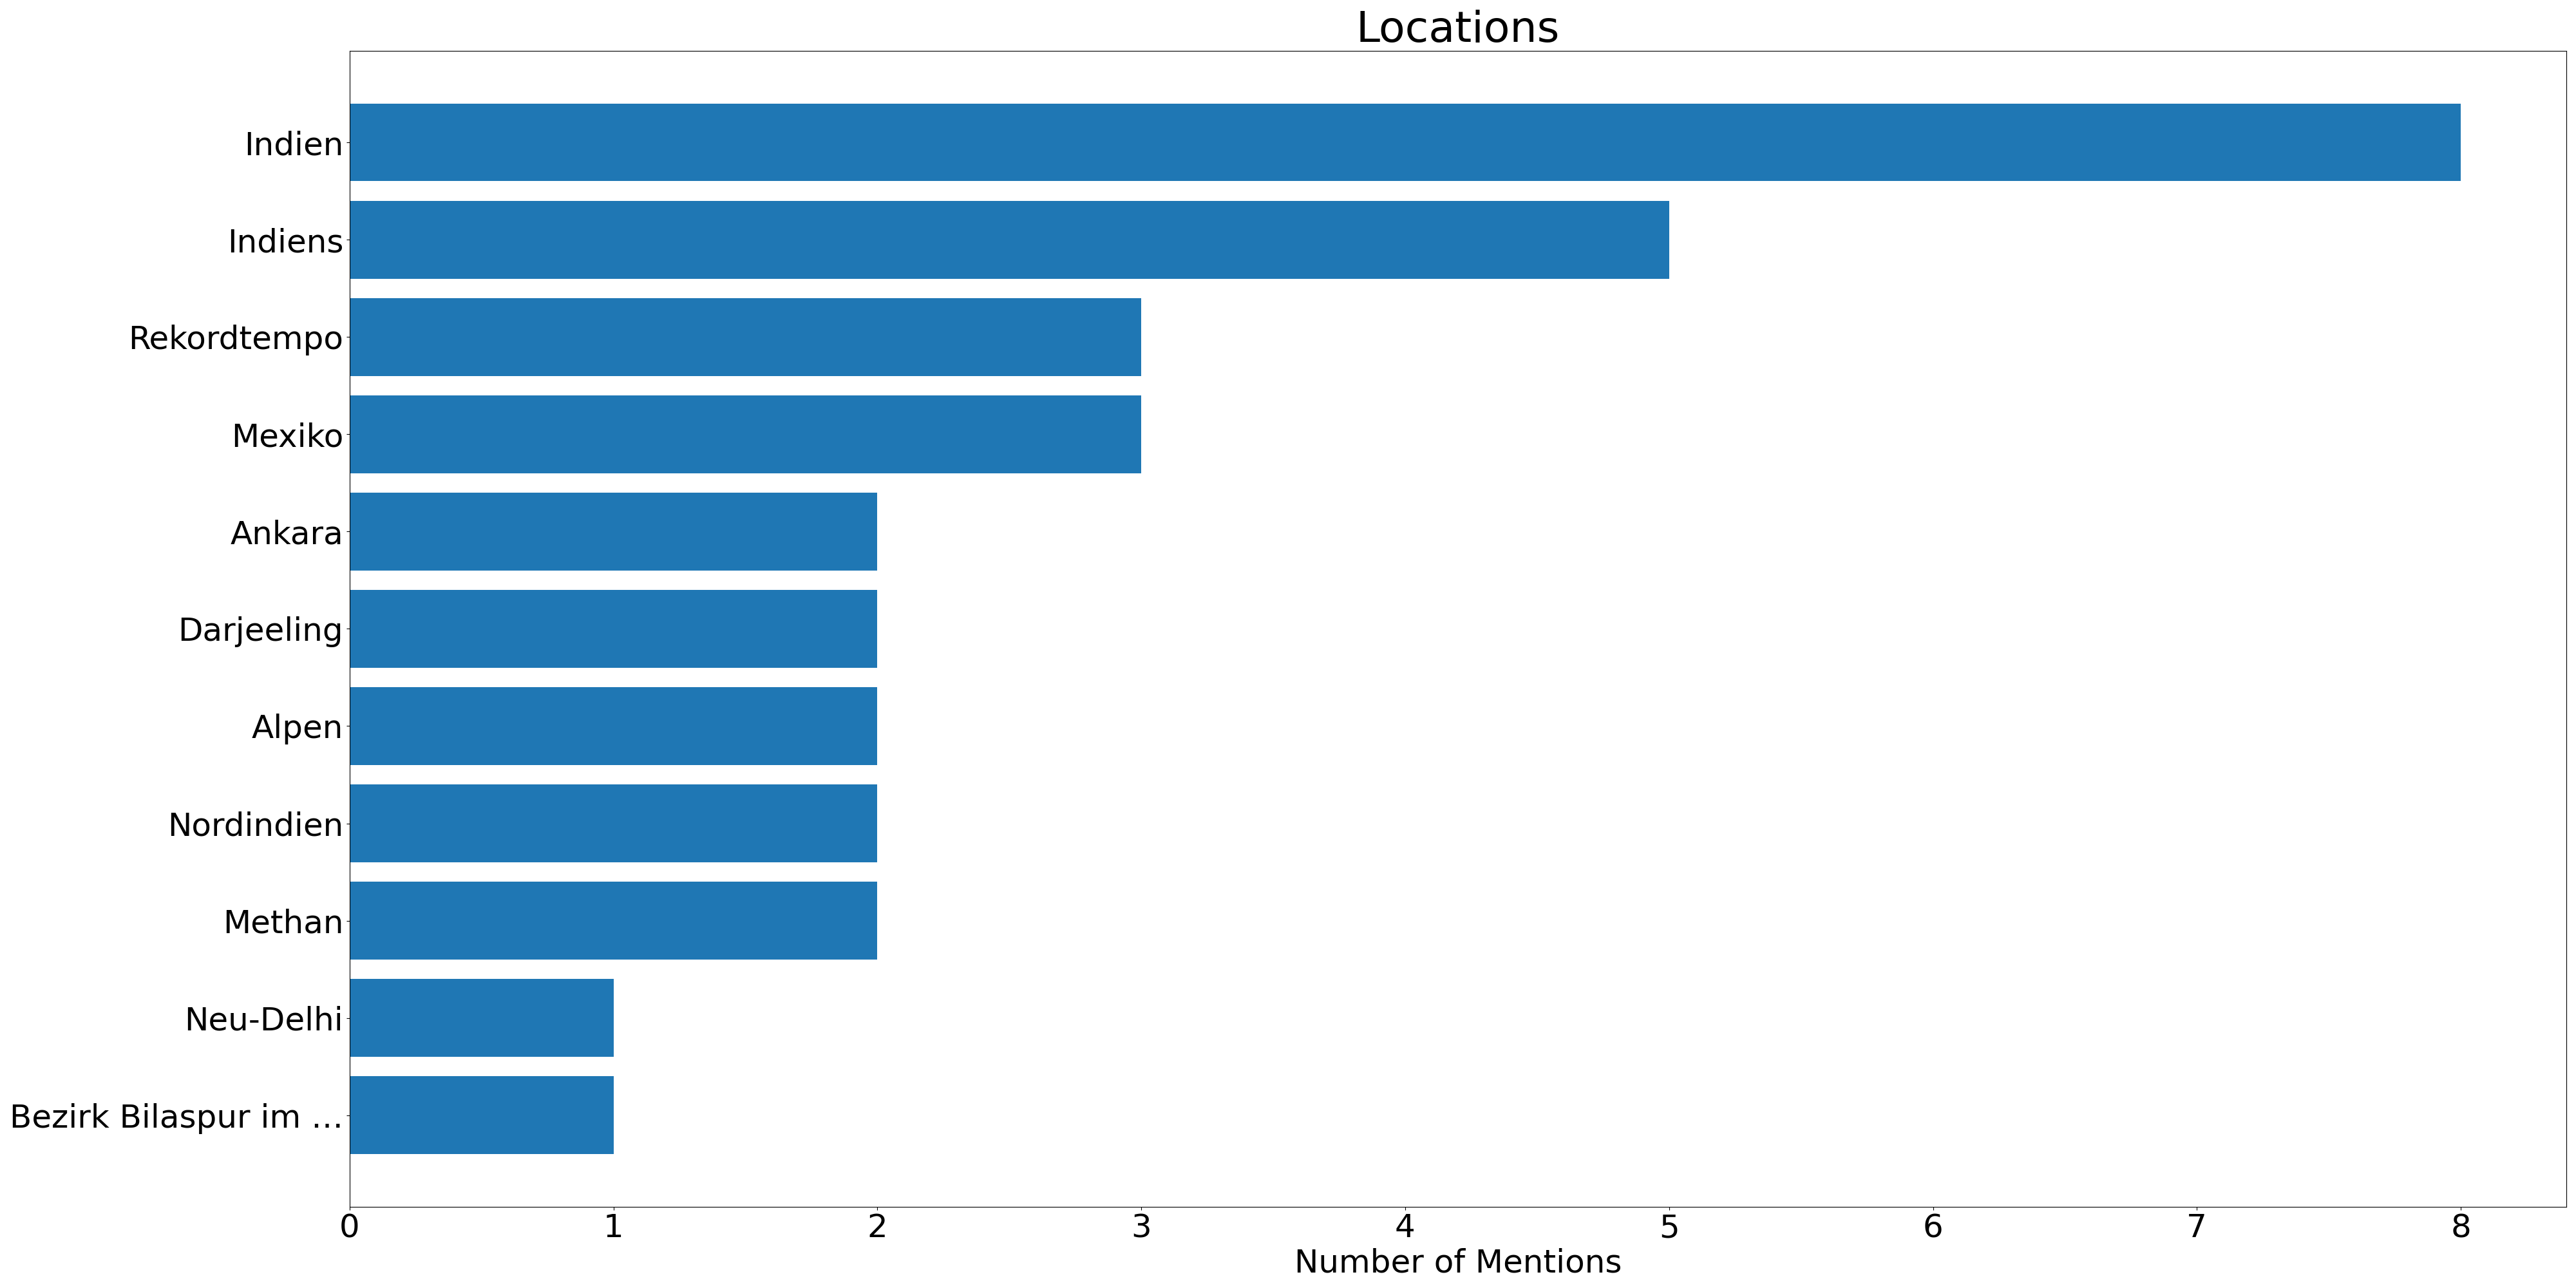 Locations
Indien
Indiens
Rekordtempo
Mexiko
Ankara
Darjeeling
Alpen
Nordindien
Methan
Neu-Delhi
Bezirk Bilaspur im ...
0 1 2 3 4 5 6 7 8
Number of Mentions